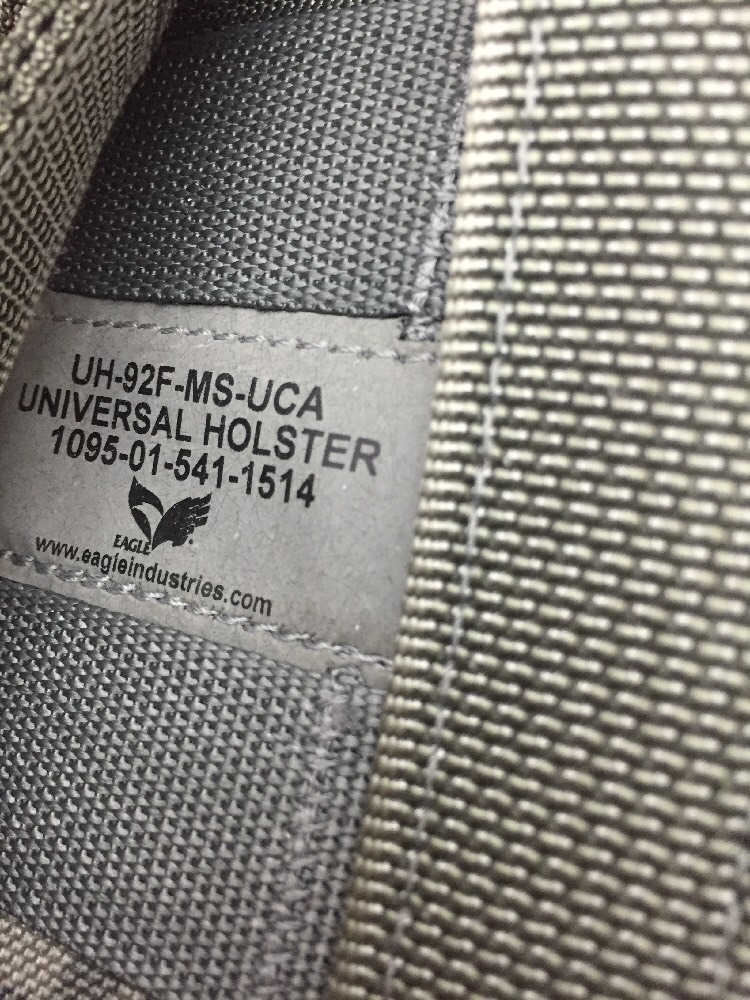 UH-92F-MS-UCA
UNIVERSAL HOLSTER
1095-01-541-1514
EAGLE
www.eagleindustries.com